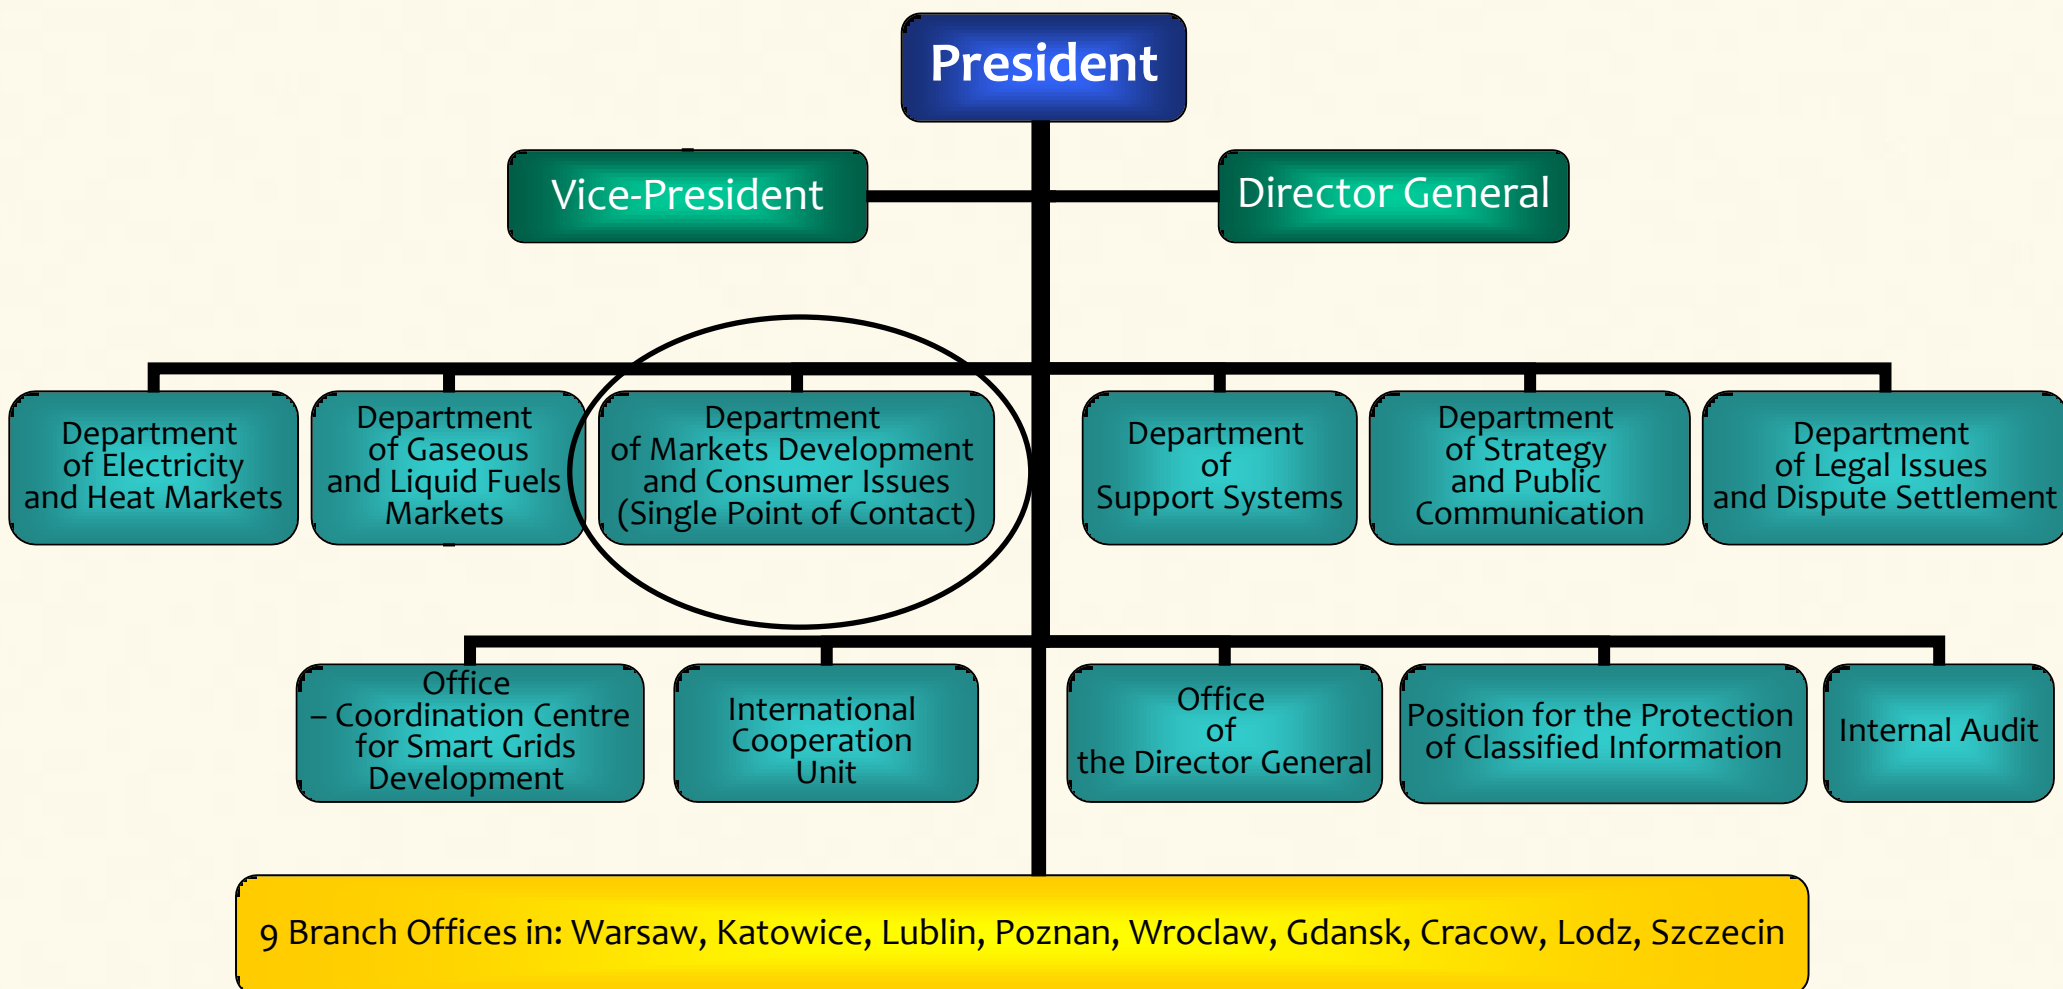 President
Vice-President
Director General
Department
of Electricity
and Heat Markets
Department
of Gaseous
and Liquid Fuels
Markets
Department
of Markets Development
and Consumer Issues
(Single Point of Contact)
Department
of
Support Systems
Department
of Strategy
and Public
Communication
Department
of Legal Issues
and Dispute Settlement
Office
– Coordination Centre
for Smart Grids
Development
International
Cooperation
Unit
Office
of
the Director General
Position for the Protection
of Classified Information
Internal Audit
9 Branch Offices in: Warsaw, Katowice, Lublin, Poznan, Wroclaw, Gdansk, Cracow, Lodz, Szczecin